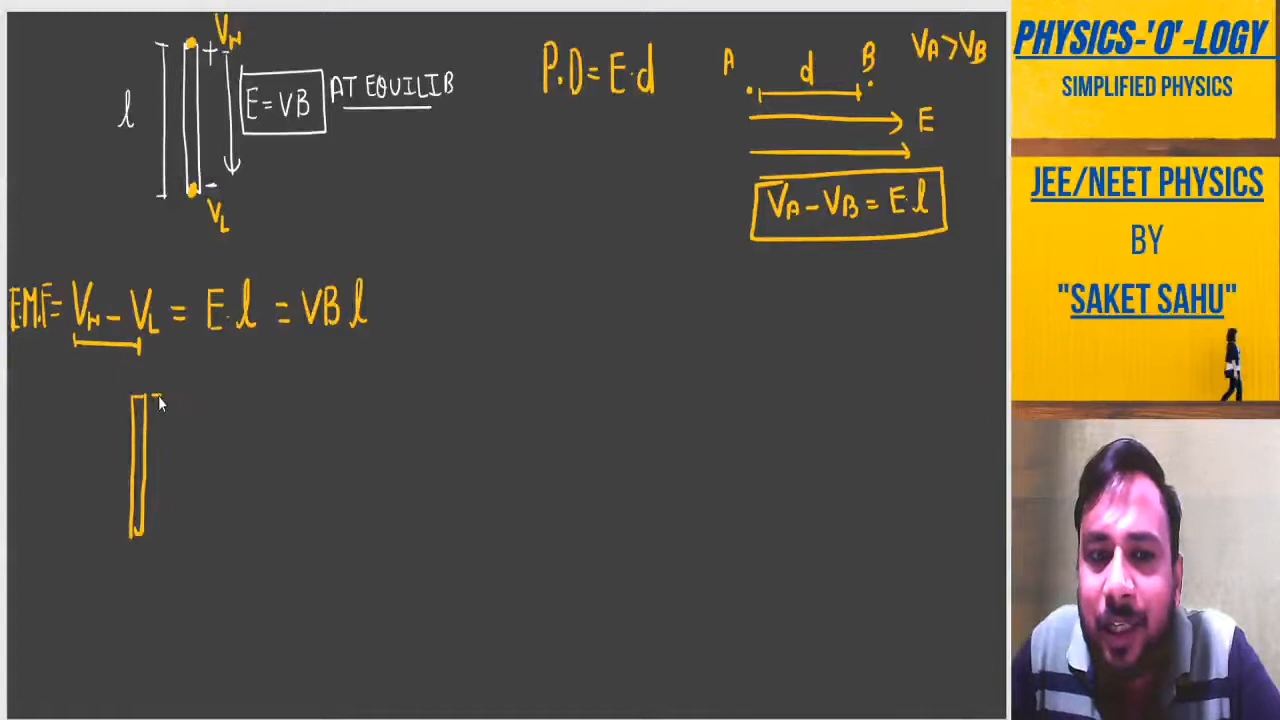 V_H
+
l
E = VB
AT EQUILIB
-
V_L
P.D = E.d
A
d
B
V_A > V_B
E
V_A - V_B = E.l
E.M.F = V_H - V_L = E.l = VBl
PHYSICS-'O'-LOGY
SIMPLIFIED PHYSICS
JEE/NEET PHYSICS
BY
"SAKET SAHU"